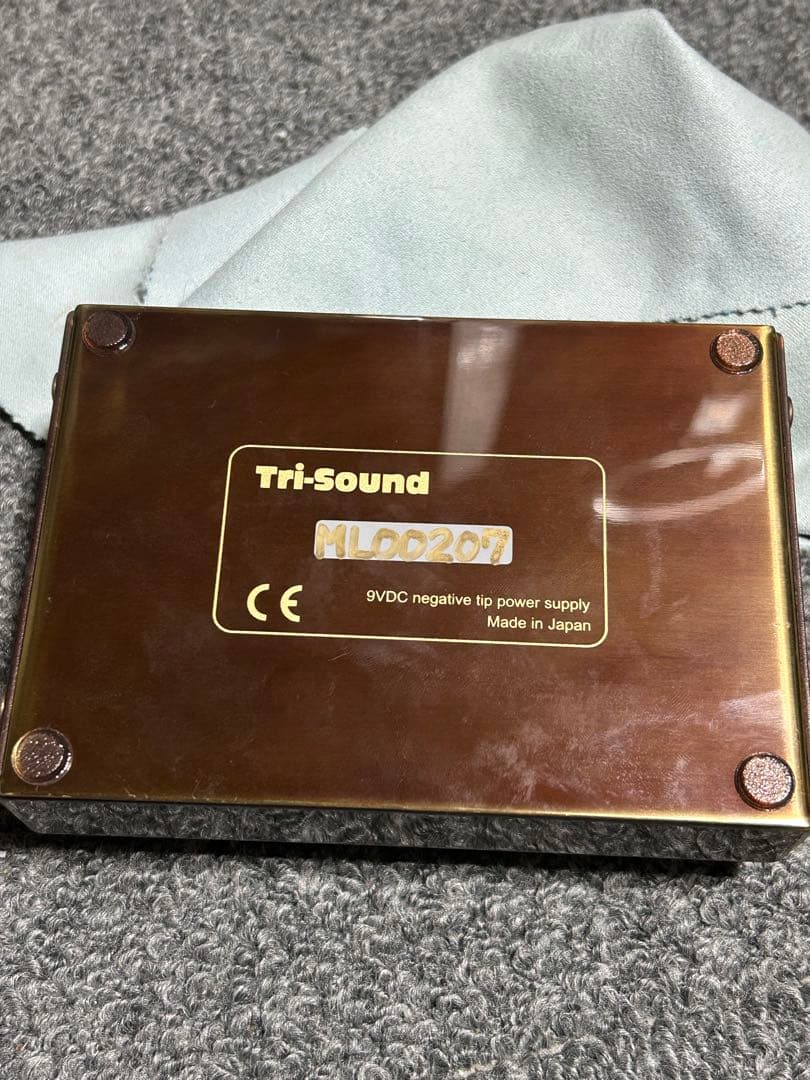 Tri-Sound
ML00207
CE
9VDC negative tip power supply
Made in Japan